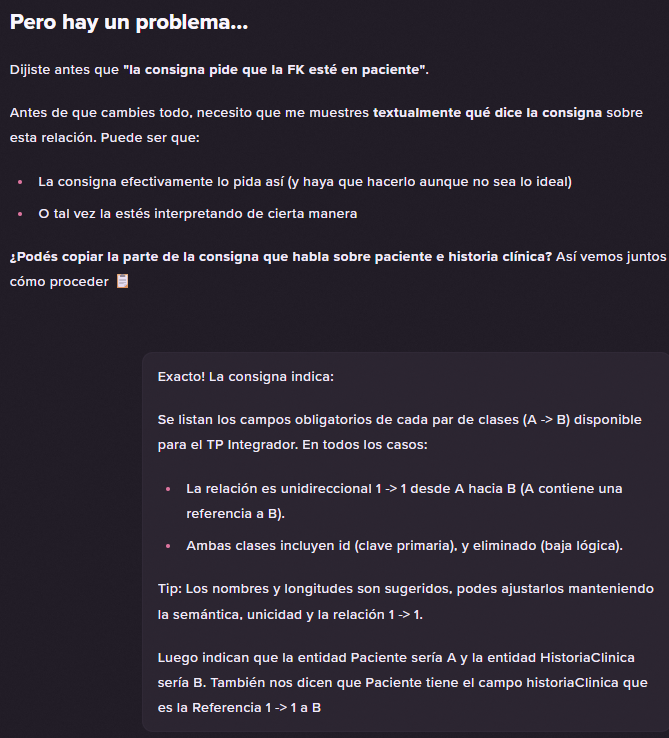 Pero hay un problema...
Dijiste antes que "la consigna pide que la FK esté en paciente".
Antes de que cambies todo, necesito que me muestres textualmente qué dice la consigna sobre
esta relación. Puede ser que:
• La consigna efectivamente lo pida así (y haya que hacerlo aunque no sea lo ideal)
• O tal vez la estés interpretando de cierta manera
¿Podés copiar la parte de la consigna que habla sobre paciente e historia clínica? Así vemos juntos
cómo proceder 📋
Exacto! La consigna indica:
Se listan los campos obligatorios de cada par de clases (A -> B) disponible
para el TP Integrador. En todos los casos:
• La relación es unidireccional 1 -> 1 desde A hacia B (A contiene una
referencia a B).
• Ambas clases incluyen id (clave primaria), y eliminado (baja lógica).
Tip: Los nombres y longitudes son sugeridos, podes ajustarlos manteniendo
la semántica, unicidad y la relación 1 -> 1.
Luego indican que la entidad Paciente sería A y la entidad HistoriaClinica
sería B. También nos dicen que Paciente tiene el campo historiaClinica que
es la Referencia 1 -> 1 a B